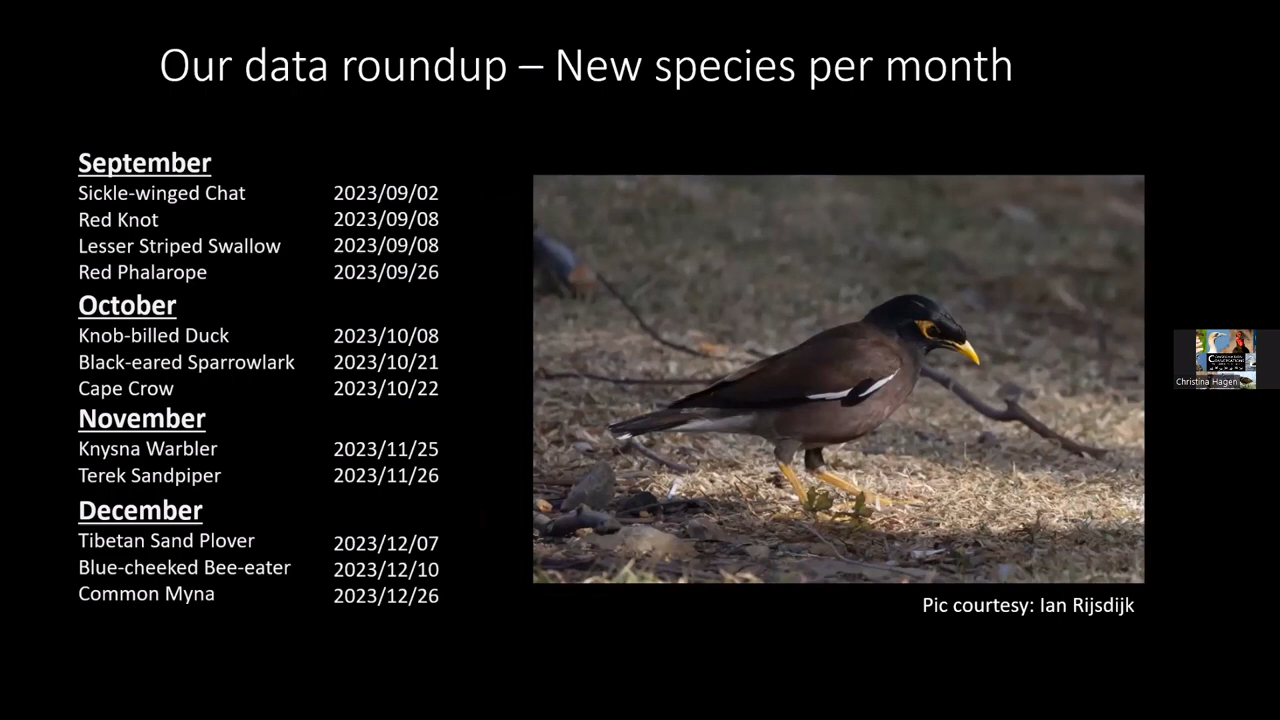 Our data roundup – New species per month
September
Sickle-winged Chat 2023/09/02
Red Knot 2023/09/08
Lesser Striped Swallow 2023/09/08
Red Phalarope 2023/09/26
October
Knob-billed Duck 2023/10/08
Black-eared Sparrowlark 2023/10/21
Cape Crow 2023/10/22
November
Knysna Warbler 2023/11/25
Terek Sandpiper 2023/11/26
December
Tibetan Sand Plover 2023/12/07
Blue-cheeked Bee-eater 2023/12/10
Common Myna 2023/12/26
Pic courtesy: Ian Rijsdijk
Christina Hagen